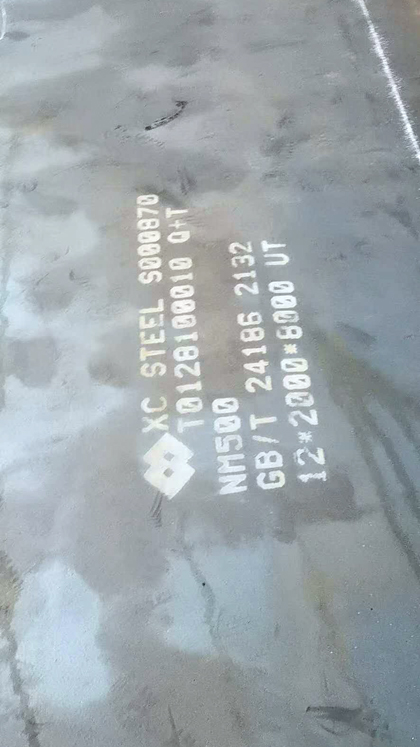 XC STEEL S000870
T0128100010 Q+T
NM500
GB/T 24186 2132
12*2000*8000 UT